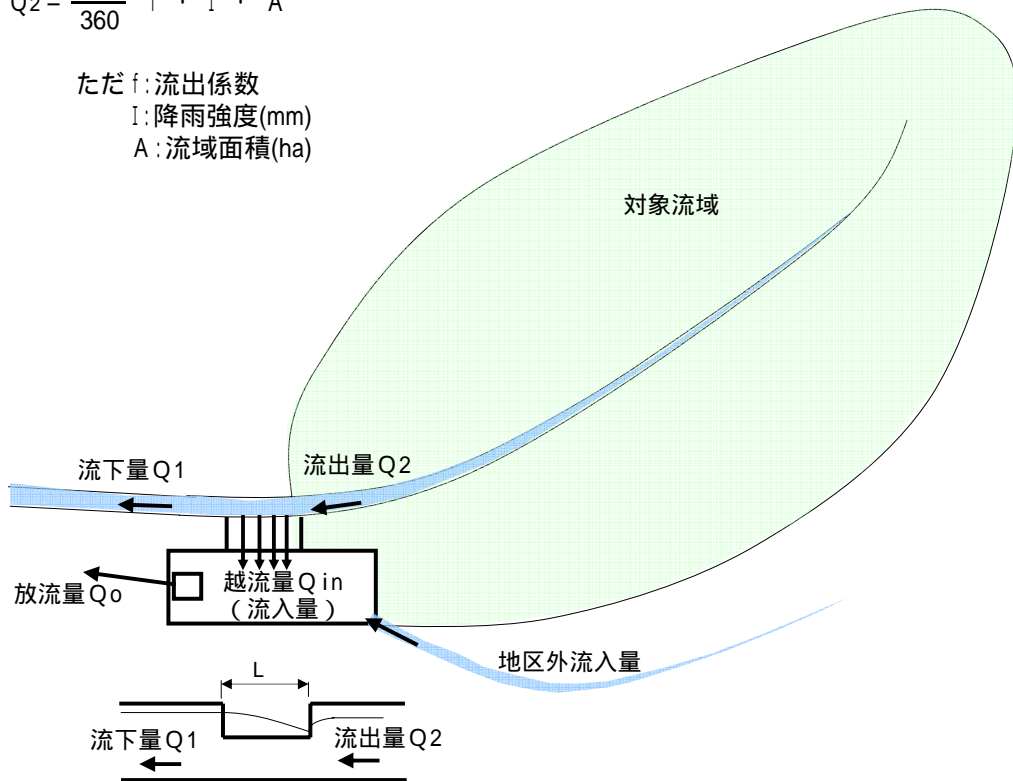 Q2 =
360
I
A
ただ f:流出係数
I:降雨強度(mm)
A:流域面積(ha)
対象流域
流下量Q1
流出量Q2
放流量Qo
越流量Qin
(流入量)
地区外流入量
L
流下量Q1
流出量Q2